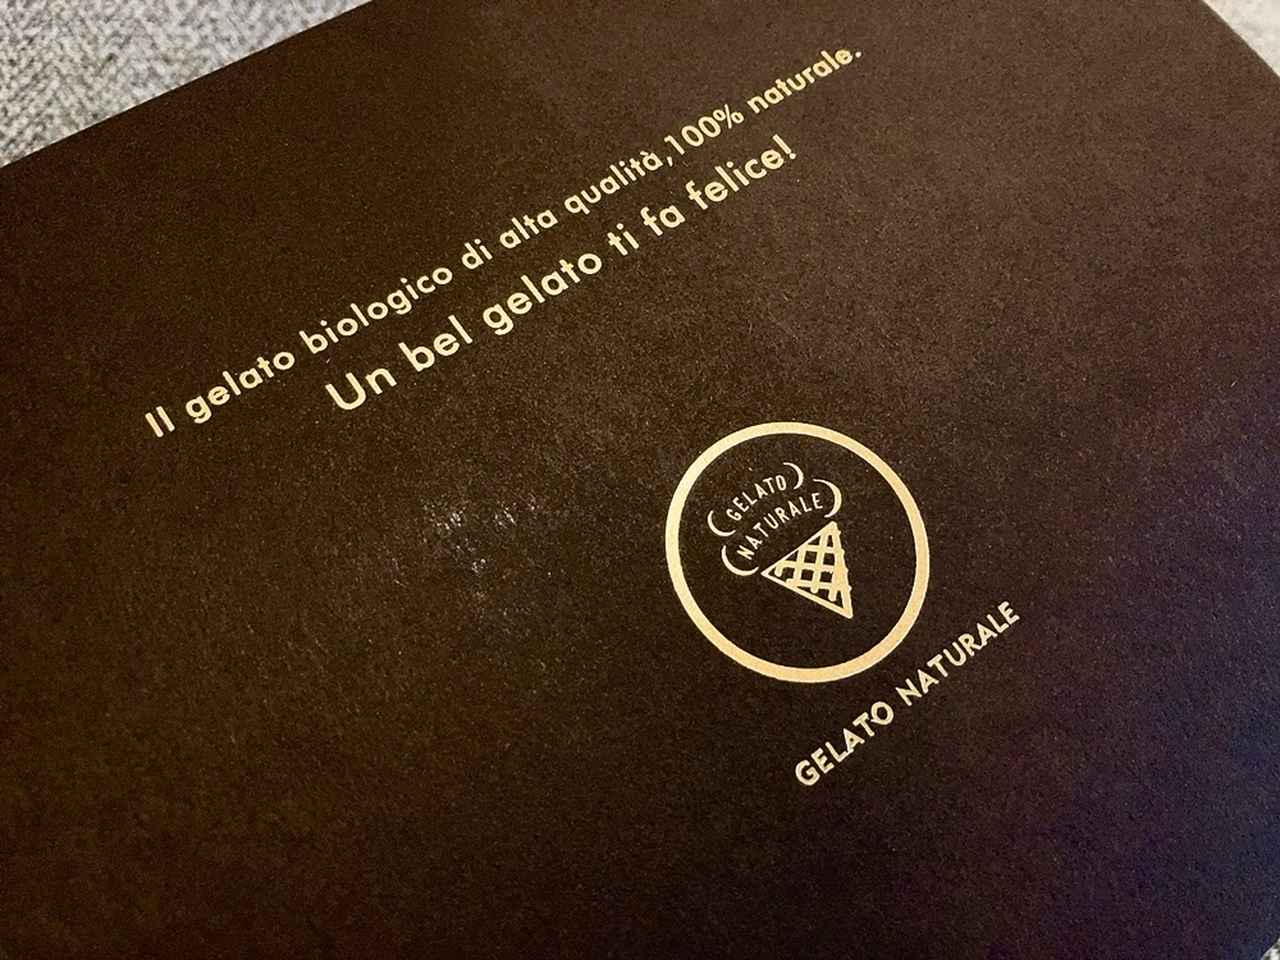 Il gelato biologico di alta qualità,100% naturale.
Un bel gelato ti fa felice!
GELATO
NATURALE
GELATO NATURALE